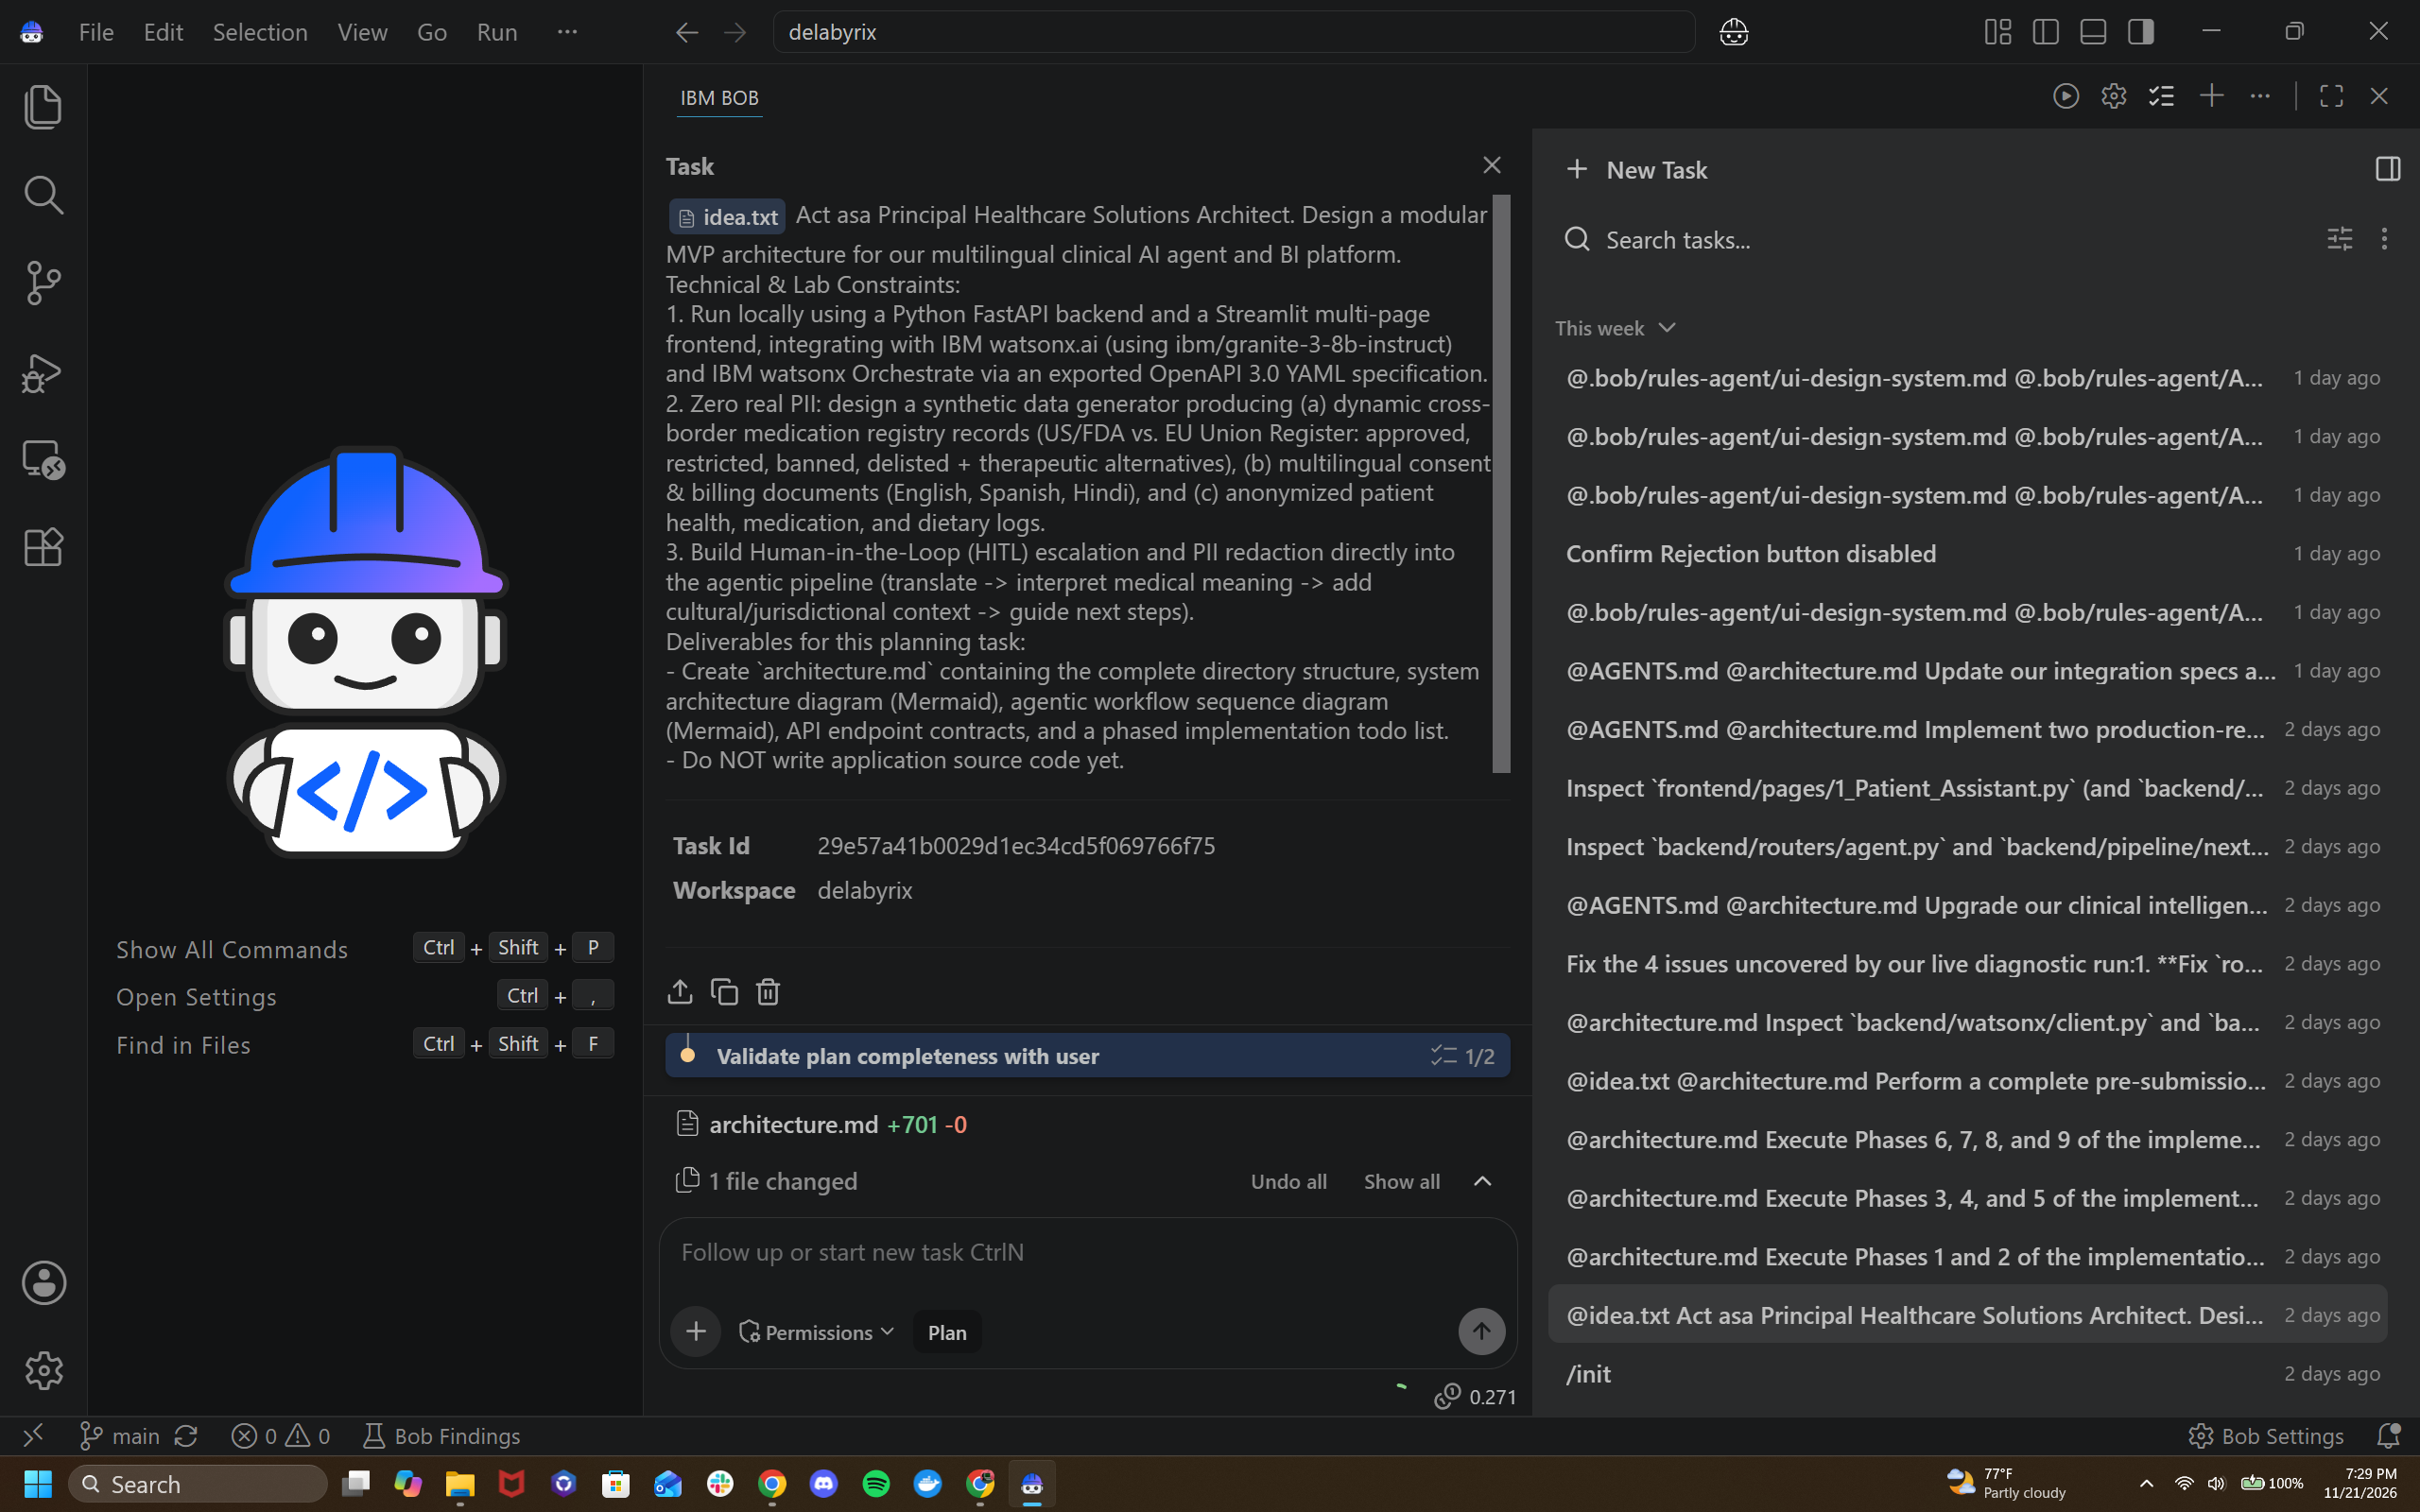 File Edit Selection View Go Run ...
delabyrix
IBM BOB
Task
idea.txt Act asa Principal Healthcare Solutions Architect. Design a modular
MVP architecture for our multilingual clinical AI agent and BI platform.
Technical & Lab Constraints:
1. Run locally using a Python FastAPI backend and a Streamlit multi-page
frontend, integrating with IBM watsonx.ai (using ibm/granite-3-8b-instruct)
and IBM watsonx Orchestrate via an exported OpenAPI 3.0 YAML specification.
2. Zero real PII: design a synthetic data generator producing (a) dynamic cross-
border medication registry records (US/FDA vs. EU Union Register: approved,
restricted, banned, delisted + therapeutic alternatives), (b) multilingual consent
& billing documents (English, Spanish, Hindi), and (c) anonymized patient
health, medication, and dietary logs.
3. Build Human-in-the-Loop (HITL) escalation and PII redaction directly into
the agentic pipeline (translate -> interpret medical meaning -> add
cultural/jurisdictional context -> guide next steps).
Deliverables for this planning task:
- Create `architecture.md` containing the complete directory structure, system
architecture diagram (Mermaid), agentic workflow sequence diagram
(Mermaid), API endpoint contracts, and a phased implementation todo list.
- Do NOT write application source code yet.
Task Id 29e57a41b0029d1ec34cd5f069766f75
Workspace delabyrix
Validate plan completeness with user 1/2
architecture.md +701 -0
1 file changed Undo all Show all
Follow up or start new task CtrlN
Permissions Plan
0.271
</>
Show All Commands Ctrl + Shift + P
Open Settings Ctrl + ,
Find in Files Ctrl + Shift + F
New Task
Search tasks...
This week
@.bob/rules-agent/ui-design-system.md @.bob/rules-agent/A... 1 day ago
@.bob/rules-agent/ui-design-system.md @.bob/rules-agent/A... 1 day ago
@.bob/rules-agent/ui-design-system.md @.bob/rules-agent/A... 1 day ago
Confirm Rejection button disabled 1 day ago
@.bob/rules-agent/ui-design-system.md @.bob/rules-agent/A... 1 day ago
@AGENTS.md @architecture.md Update our integration specs a... 1 day ago
@AGENTS.md @architecture.md Implement two production-re... 2 days ago
Inspect `frontend/pages/1_Patient_Assistant.py` (and `backend/... 2 days ago
Inspect `backend/routers/agent.py` and `backend/pipeline/next... 2 days ago
@AGENTS.md @architecture.md Upgrade our clinical intelligen... 2 days ago
Fix the 4 issues uncovered by our live diagnostic run:1. **Fix `ro... 2 days ago
@architecture.md Inspect `backend/watsonx/client.py` and `ba... 2 days ago
@idea.txt @architecture.md Perform a complete pre-submissio... 2 days ago
@architecture.md Execute Phases 6, 7, 8, and 9 of the impleme... 2 days ago
@architecture.md Execute Phases 3, 4, and 5 of the implement... 2 days ago
@architecture.md Execute Phases 1 and 2 of the implementatio... 2 days ago
@idea.txt Act asa Principal Healthcare Solutions Architect. Desi... 2 days ago
/init 2 days ago
main 0 0 Bob Findings Bob Settings
Search
77°F
Partly cloudy
100%
7:29 PM
11/21/2026